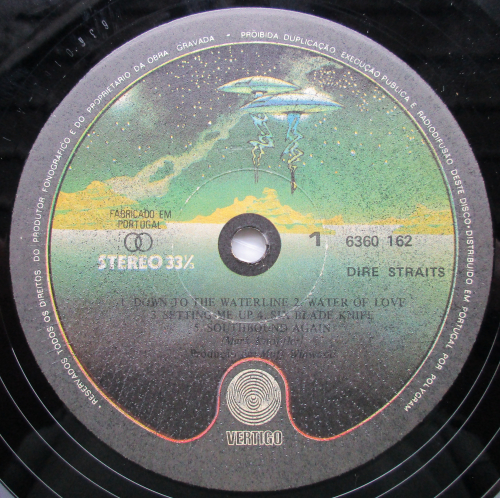 • RESERVADOS TODOS OS DIREITOS DO PRODUTOR FONOGRÁFICO E DO PROPRIETÁRIO DA OBRA GRAVADA • PROIBIDA DUPLICAÇÃO, EXECUÇÃO PÚBLICA E RADIODIFUSÃO DESTE DISCO • DISTRIBUÍDO EM PORTUGAL POR POLYGRAM
FABRICADO EM
PORTUGAL
STEREO 33⅓
1
6360 162
DIRE STRAITS
1. DOWN TO THE WATERLINE 2. WATER OF LOVE
3. SETTING ME UP 4. SIX BLADE KNIFE
SOUTHBOUND AGAIN
VERTIGO